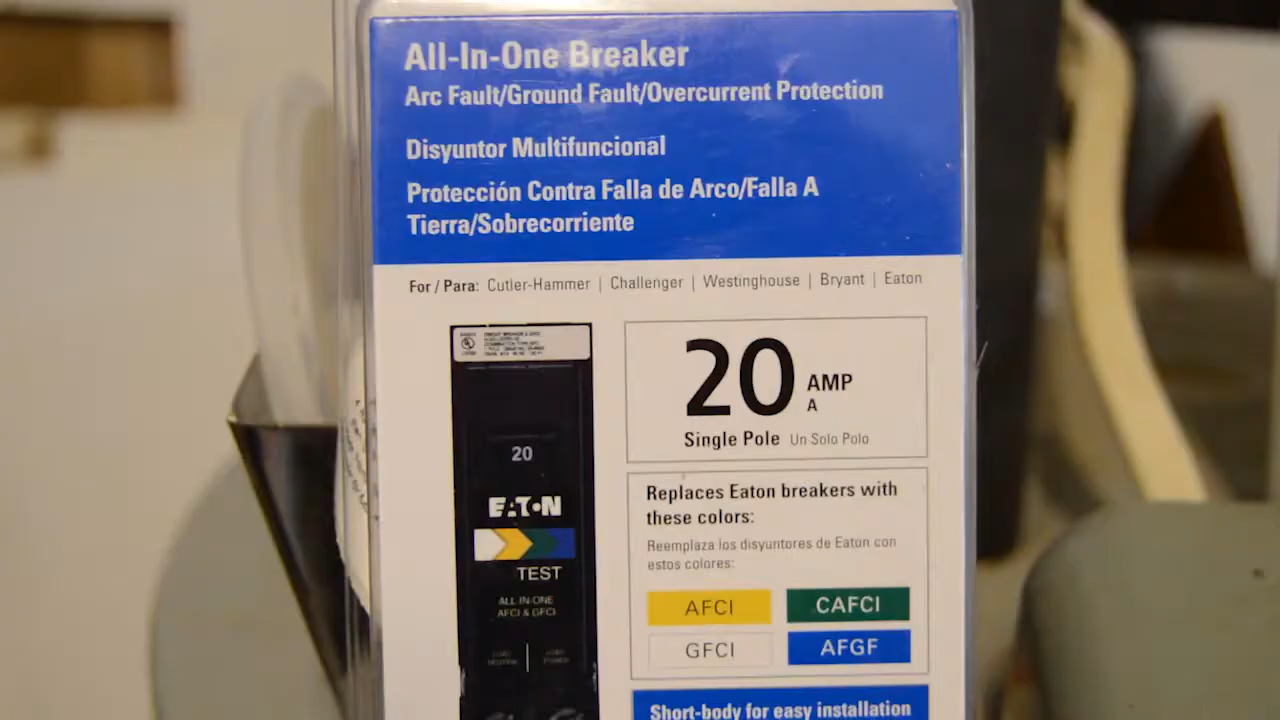 All-In-One Breaker
Arc Fault/Ground Fault/Overcurrent Protection
Disyuntor Multifuncional
Protección Contra Falla de Arco/Falla A
Tierra/Sobrecorriente
For / Para: Cutler-Hammer | Challenger | Westinghouse | Bryant | Eaton
20
EATON
TEST
ALL IN ONE
AFCI & GFCI
20 AMP
A
Single Pole Un Solo Polo
Replaces Eaton breakers with
these colors:
Reemplaza los disyuntores de Eaton con
estos colores:
AFCI CAFCI
GFCI AFGF
Short-body for easy installation